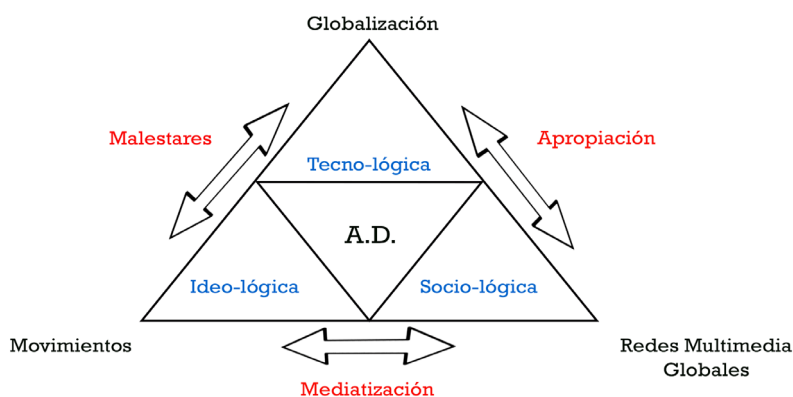 Globalización
Malestares
Apropiación
Tecno-lógica
A.D.
Ideo-lógica
Socio-lógica
Movimientos
Redes Multimedia
Globales
Mediatización